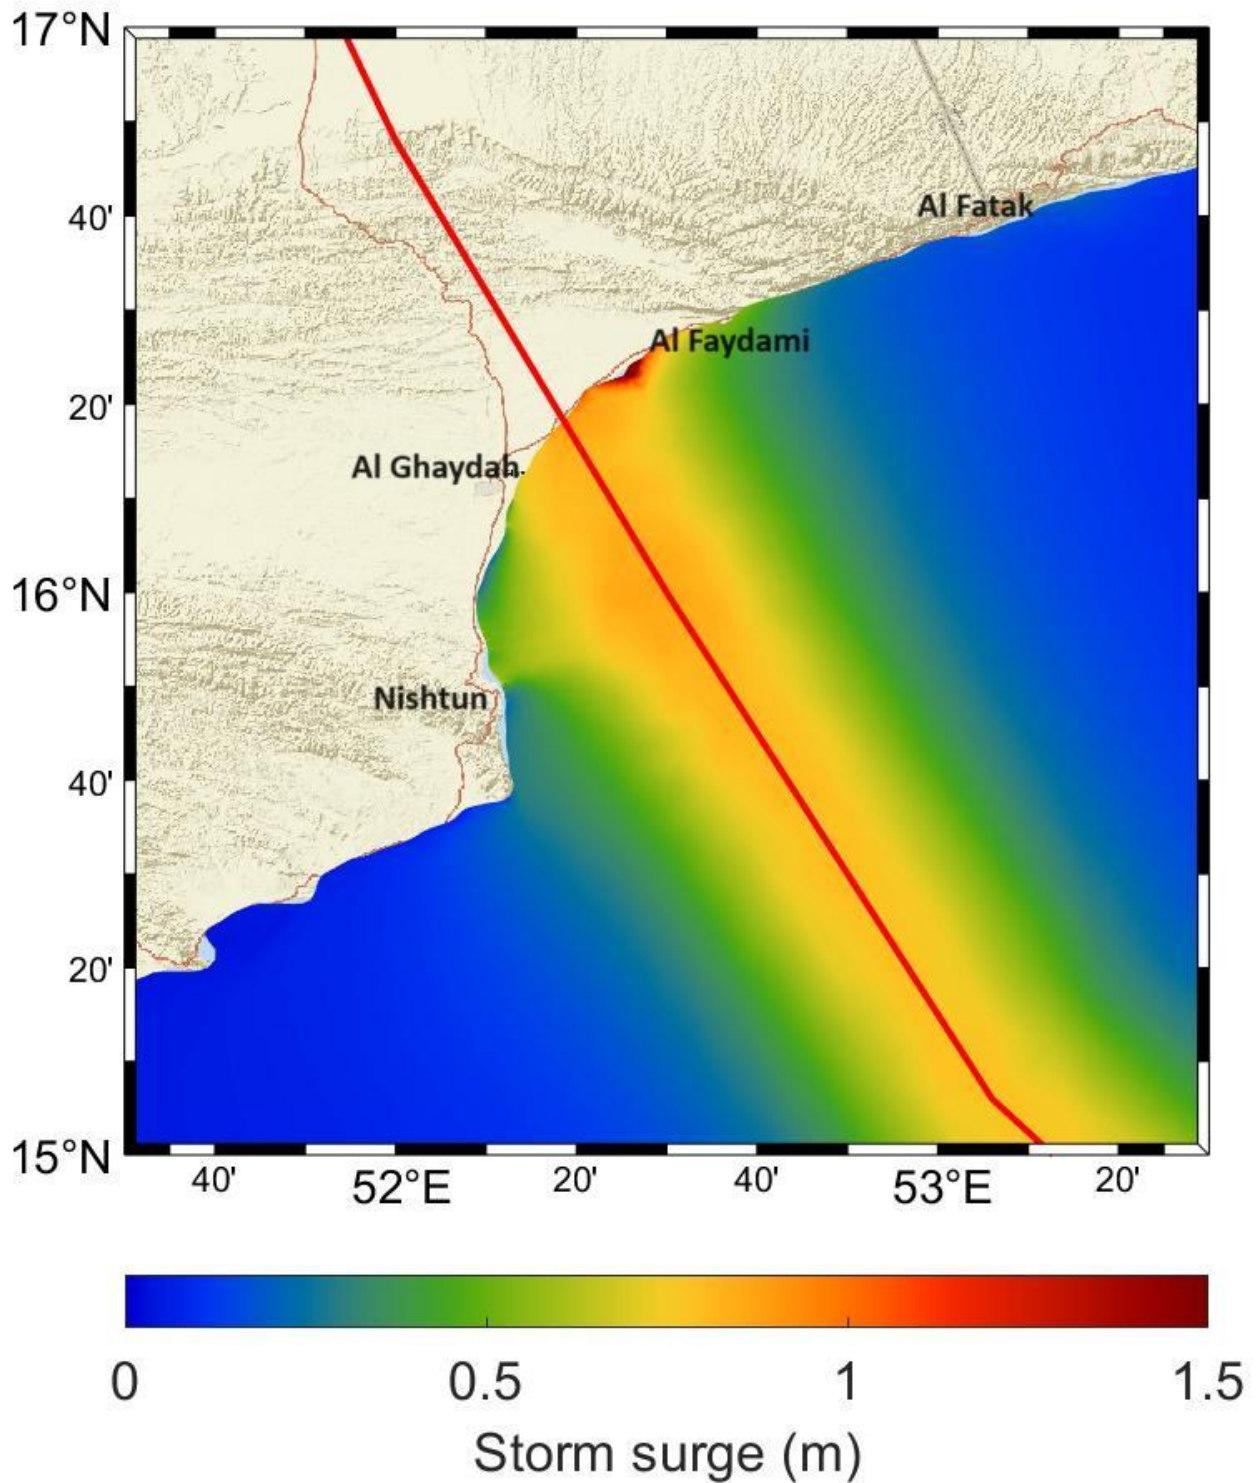 17°N
Al Fatak
40'
Al Faydami
20'
Al Ghaydah
16°N
Nishtun
40'
20'
15°N
40' 52°E 20' 40' 53°E 20'
0 0.5 1 1.5
Storm surge (m)